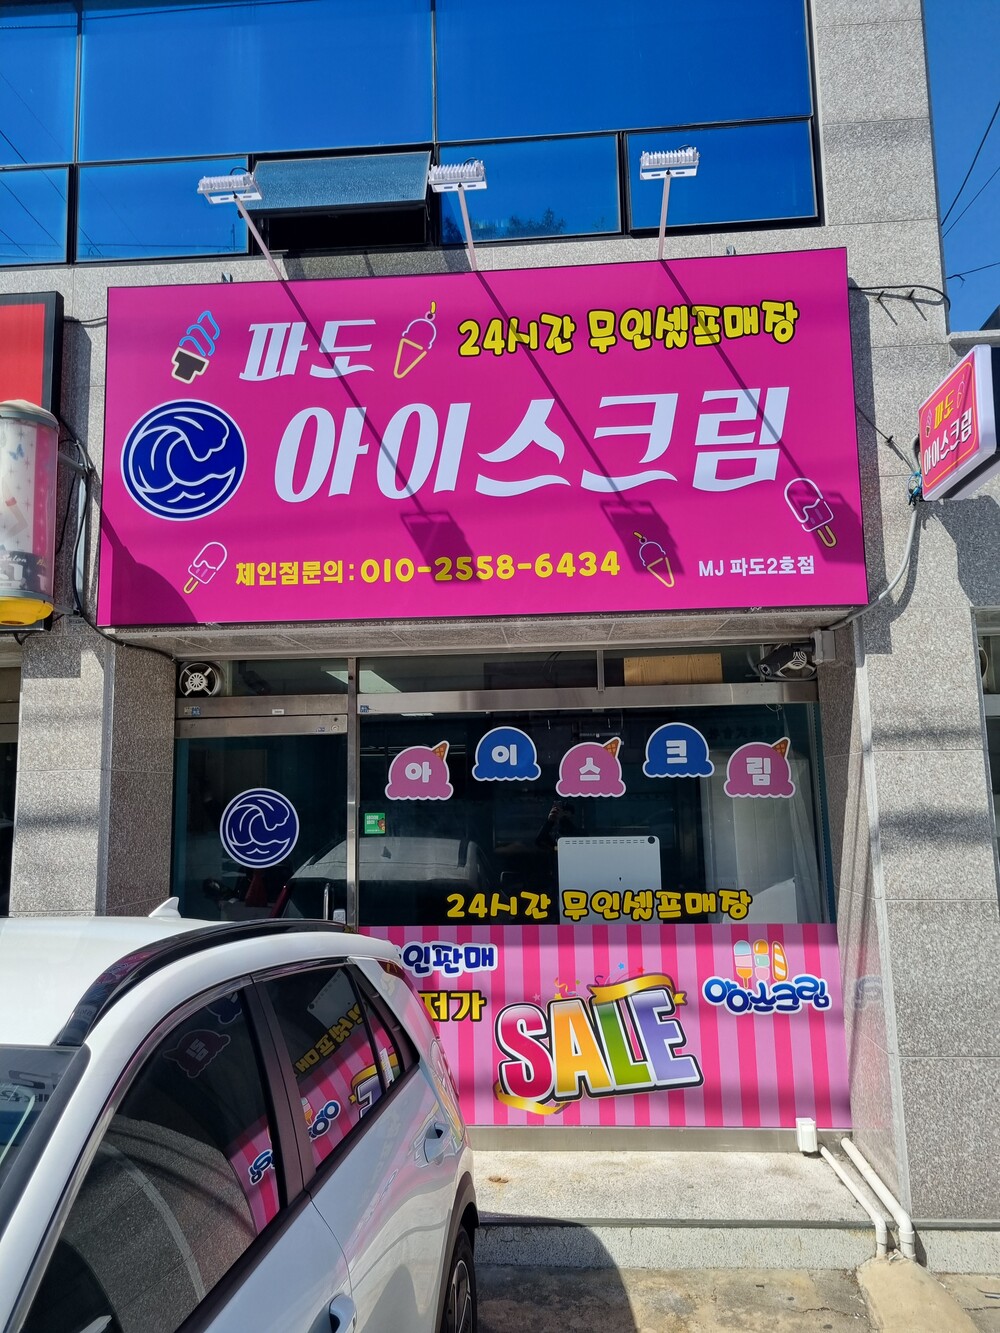 파도
24시간 무인셀프매장
아이스크림
체인점문의:010-2558-6434
MJ 파도2호점
파도
아이스크림
아이스크림
24시간 무인셀프매장
인판매
저가
SALE
아이스크림